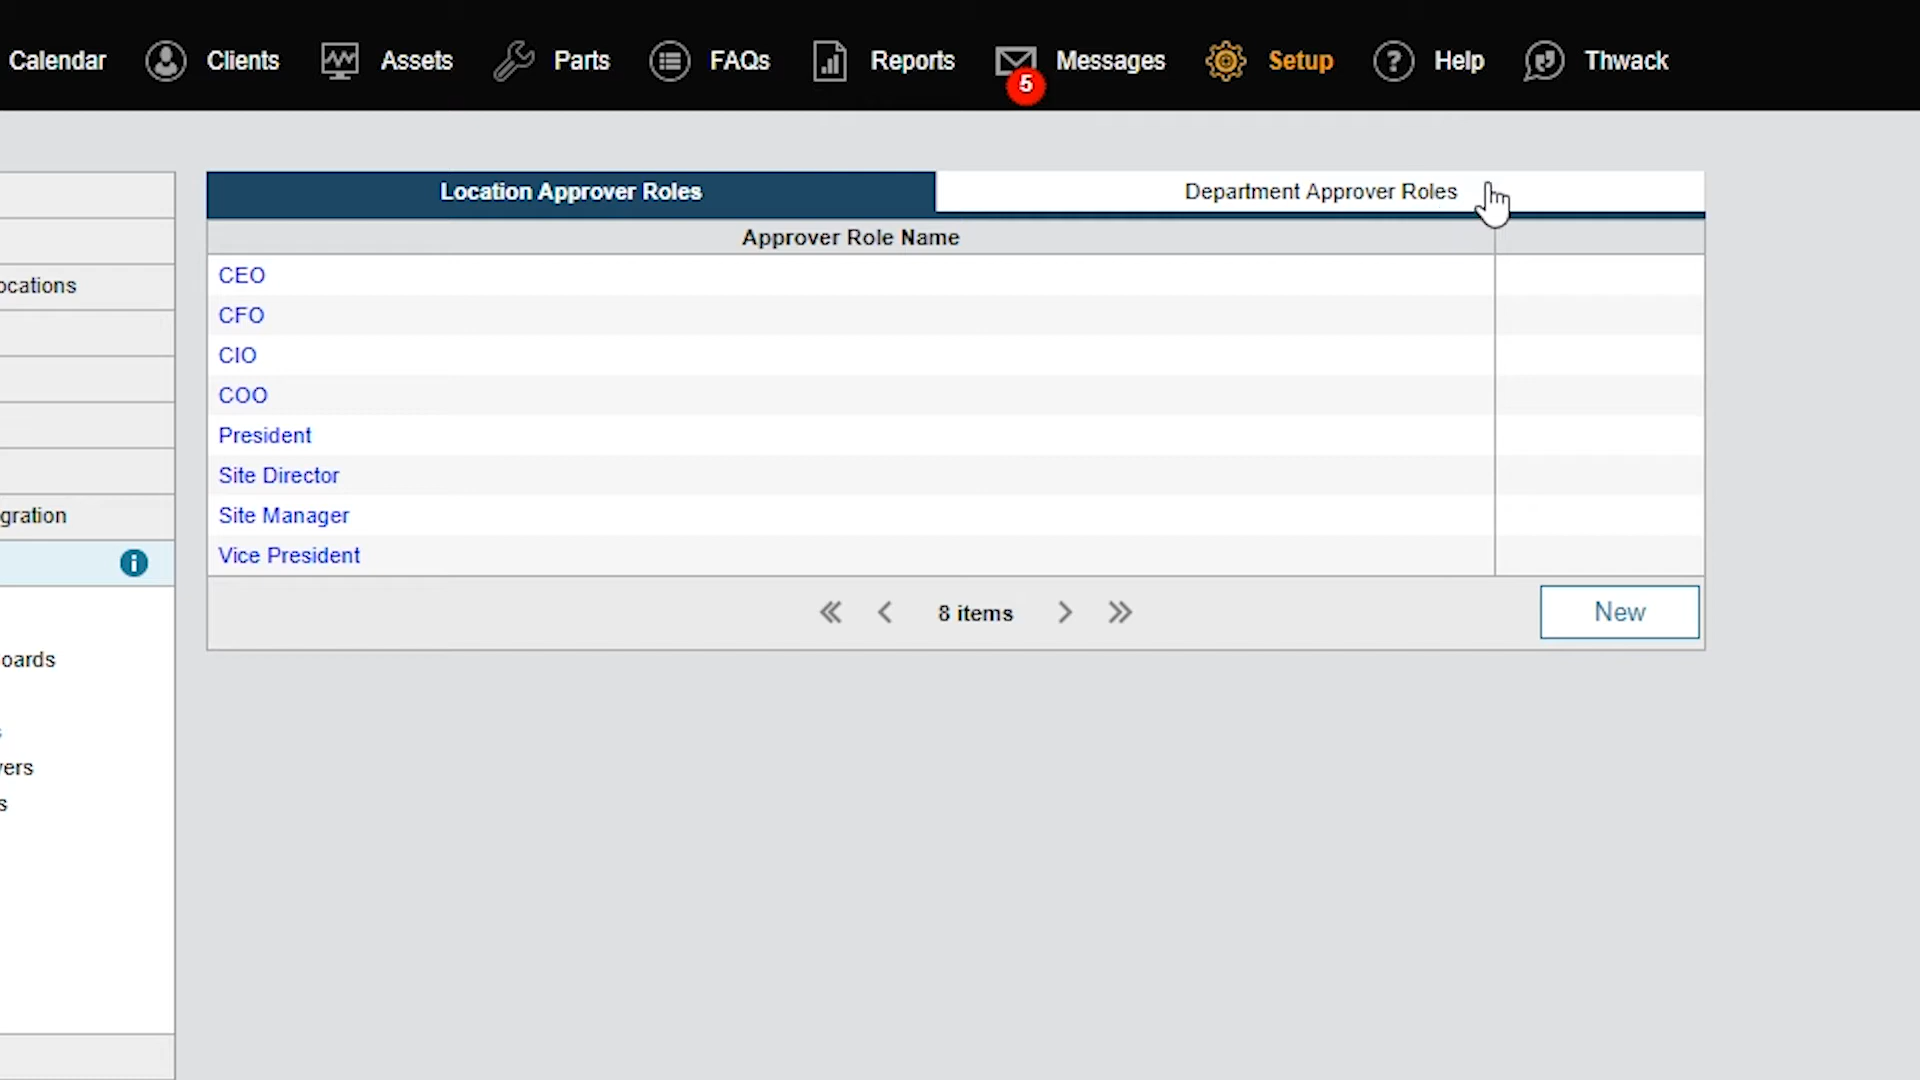 Calendar Clients Assets Parts FAQs Reports Messages 5 Setup Help Thwack
Location Approver Roles Department Approver Roles
Approver Role Name
CEO
CFO
CIO
COO
President
Site Director
Site Manager
Vice President
8 items
New
ocations
gration
oards
vers
s